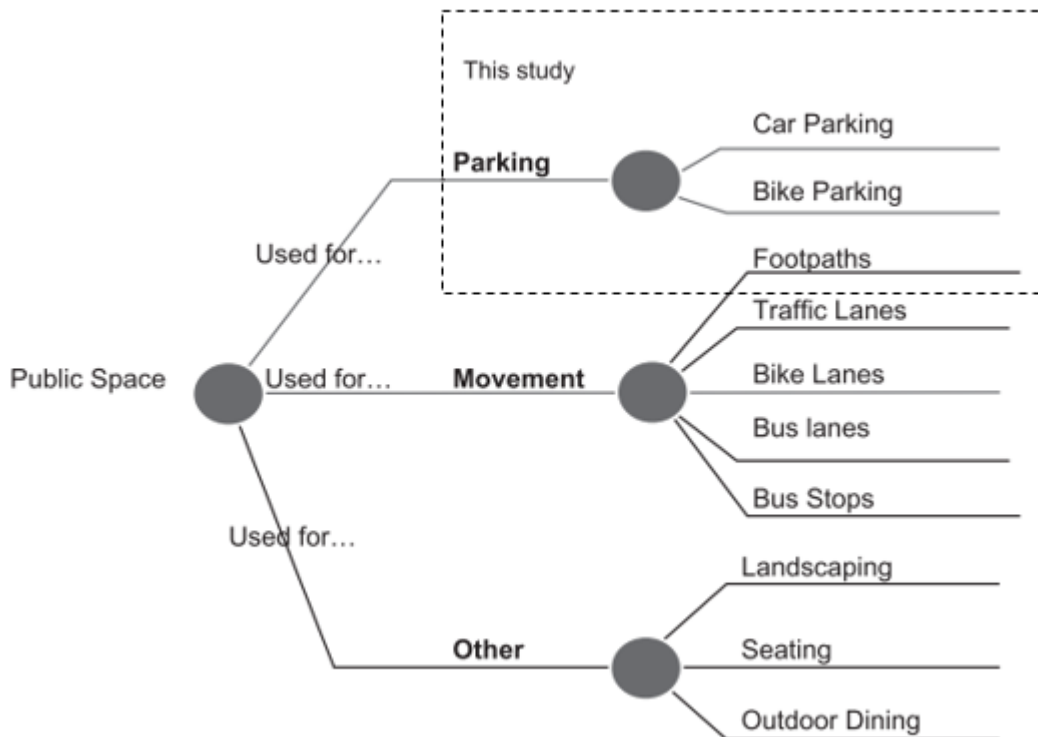 This study
Car Parking
Parking
Bike Parking
Used for…
Footpaths
Traffic Lanes
Public Space
Used for…
Movement
Bike Lanes
Bus lanes
Bus Stops
Used for…
Landscaping
Other
Seating
Outdoor Dining